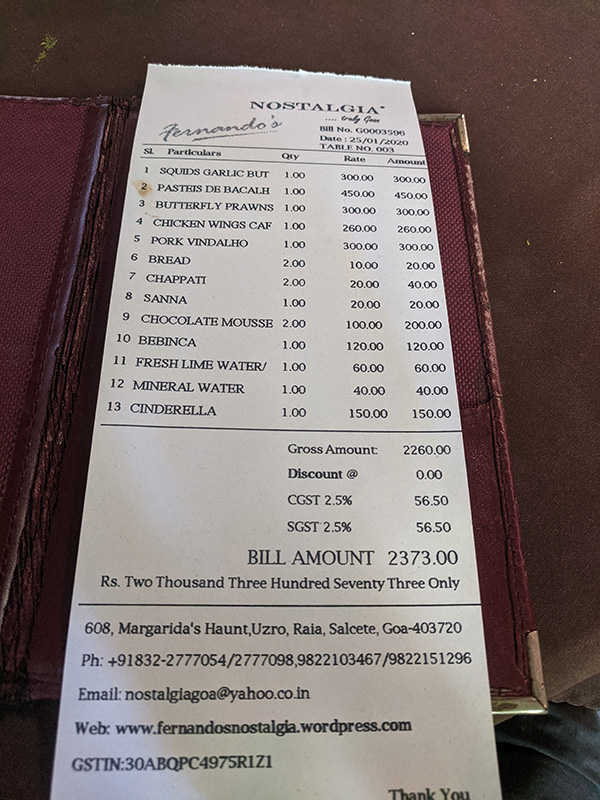 NOSTALGIA
.... truly Goan
Fernando's
Bill No. G0003596
Date : 25/01/2020
TABLE NO. 003
Sl. Particulars Qty Rate Amount
1 SQUIDS GARLIC BUT 1.00 300.00 300.00
2 PASTEIS DE BACALH 1.00 450.00 450.00
3 BUTTERFLY PRAWNS 1.00 300.00 300.00
4 CHICKEN WINGS CAF 1.00 260.00 260.00
5 PORK VINDALHO 1.00 300.00 300.00
6 BREAD 2.00 10.00 20.00
7 CHAPPATI 2.00 20.00 40.00
8 SANNA 1.00 20.00 20.00
9 CHOCOLATE MOUSSE 2.00 100.00 200.00
10 BEBINCA 1.00 120.00 120.00
11 FRESH LIME WATER/ 1.00 60.00 60.00
12 MINERAL WATER 1.00 40.00 40.00
13 CINDERELLA 1.00 150.00 150.00
Gross Amount: 2260.00
Discount @ 0.00
CGST 2.5% 56.50
SGST 2.5% 56.50
BILL AMOUNT 2373.00
Rs. Two Thousand Three Hundred Seventy Three Only
608, Margarida's Haunt,Uzro, Raia, Salcete, Goa-403720
Ph: +91832-2777054/2777098,9822103467/9822151296
Email: nostalgiagoa@yahoo.co.in
Web: www.fernandosnostalgia.wordpress.com
GSTIN:30ABQPC4975R1Z1
Thank You